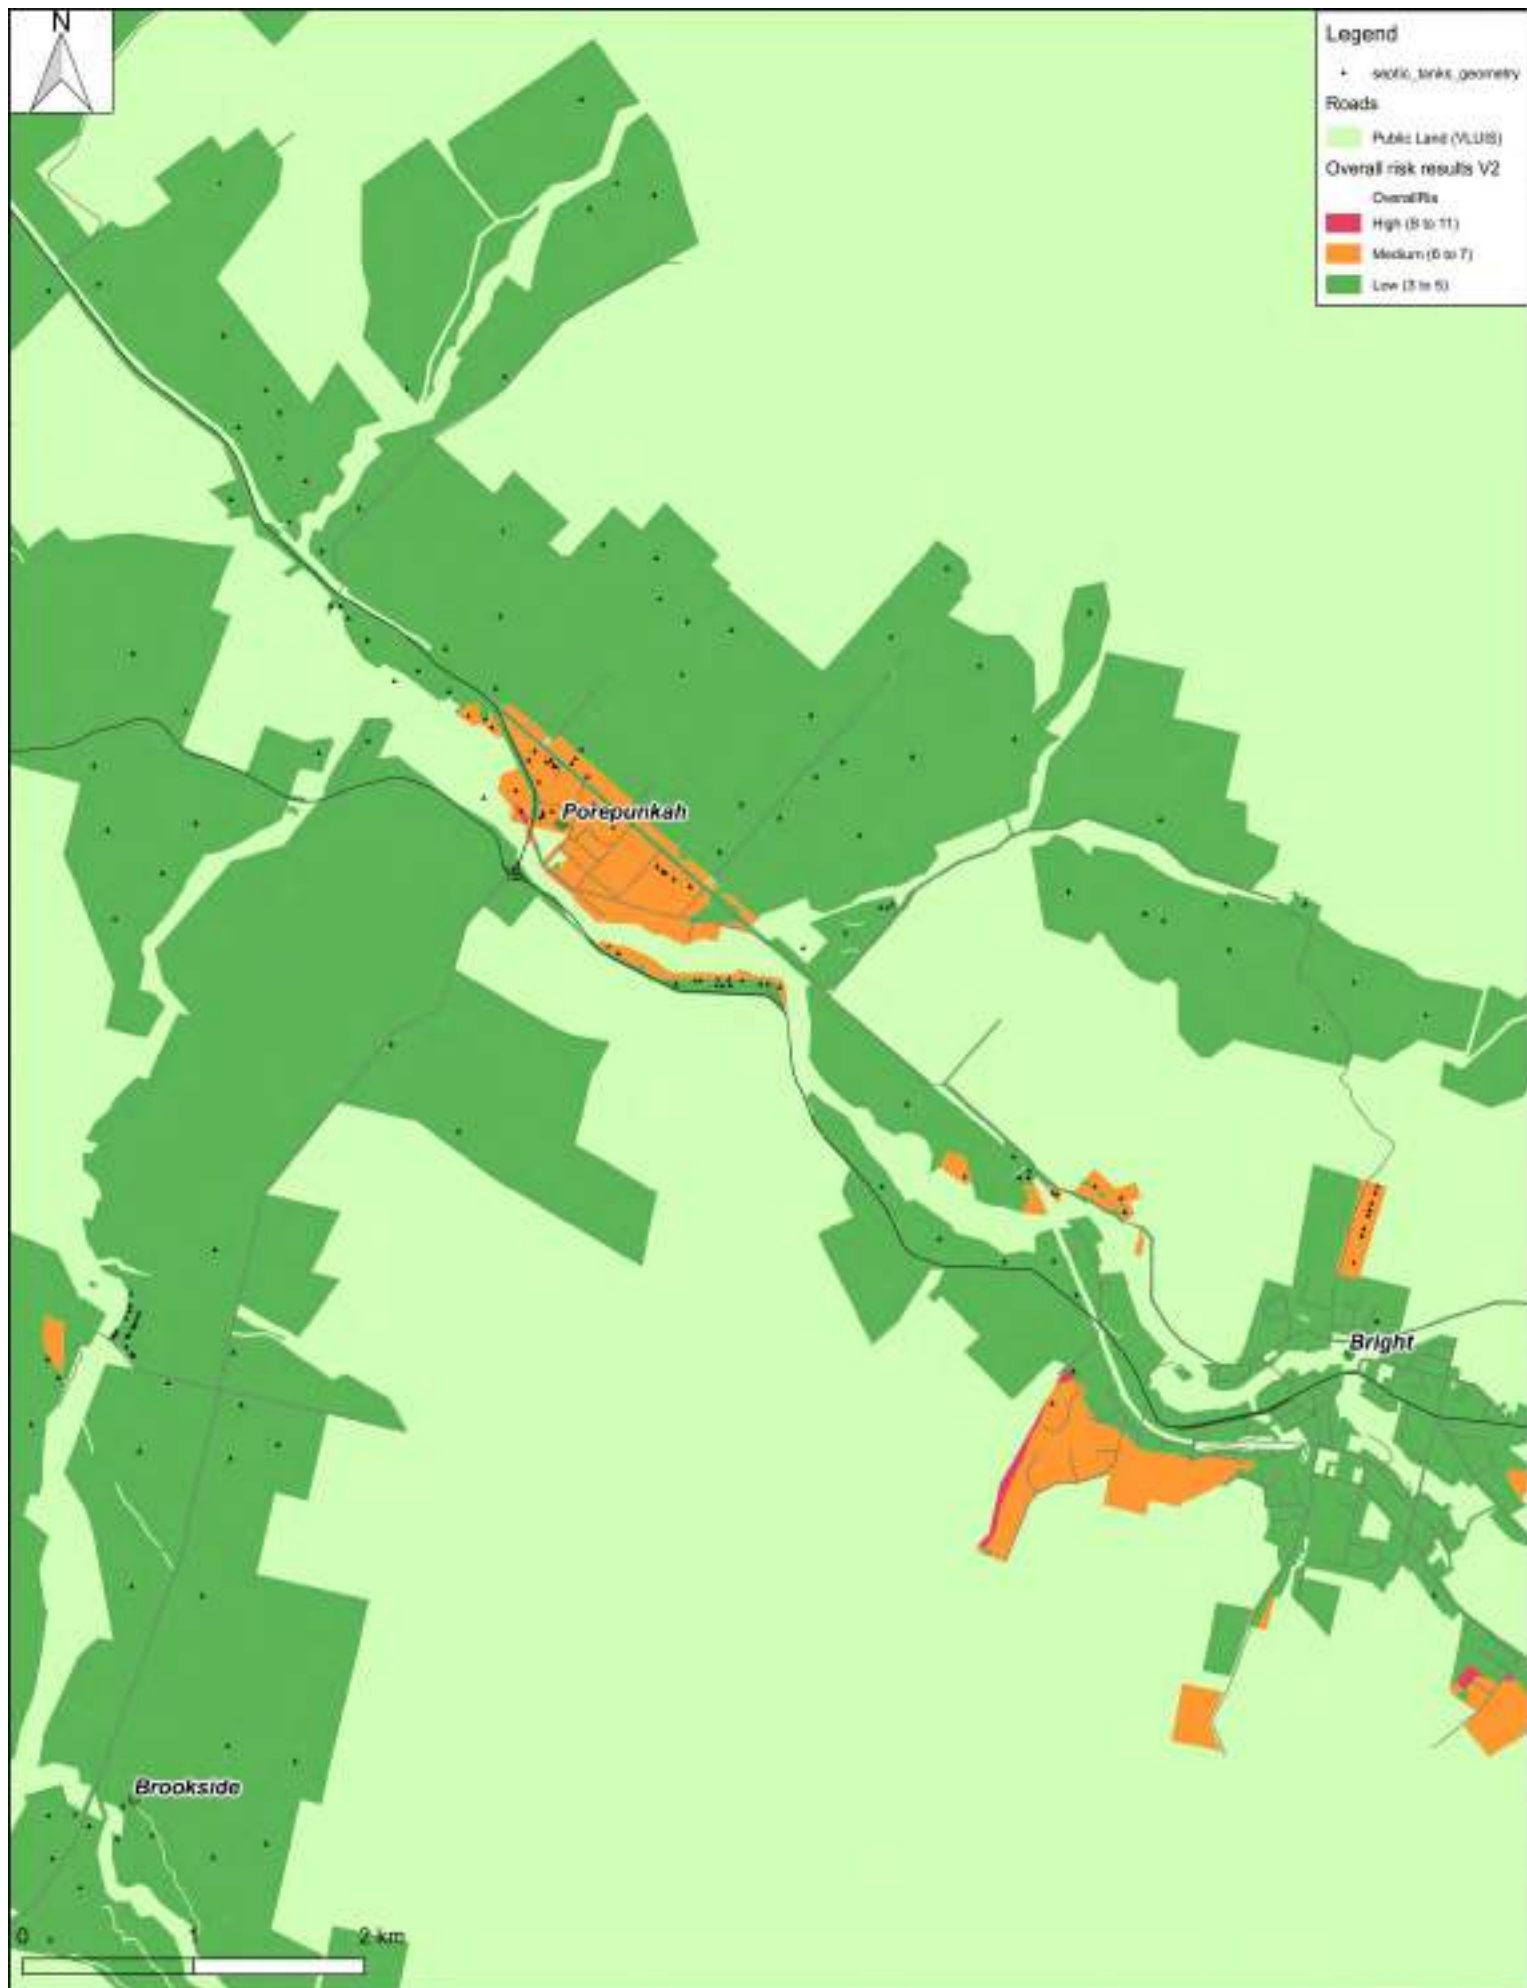 N
Legend
septic_tanks_geometry
Roads
Public Land (VLUIS)
Overall risk results V2
OverallRis
High (8 to 11)
Medium (6 to 7)
Low (3 to 5)
Porepunkah
Bright
Brookside
0 1 2 km